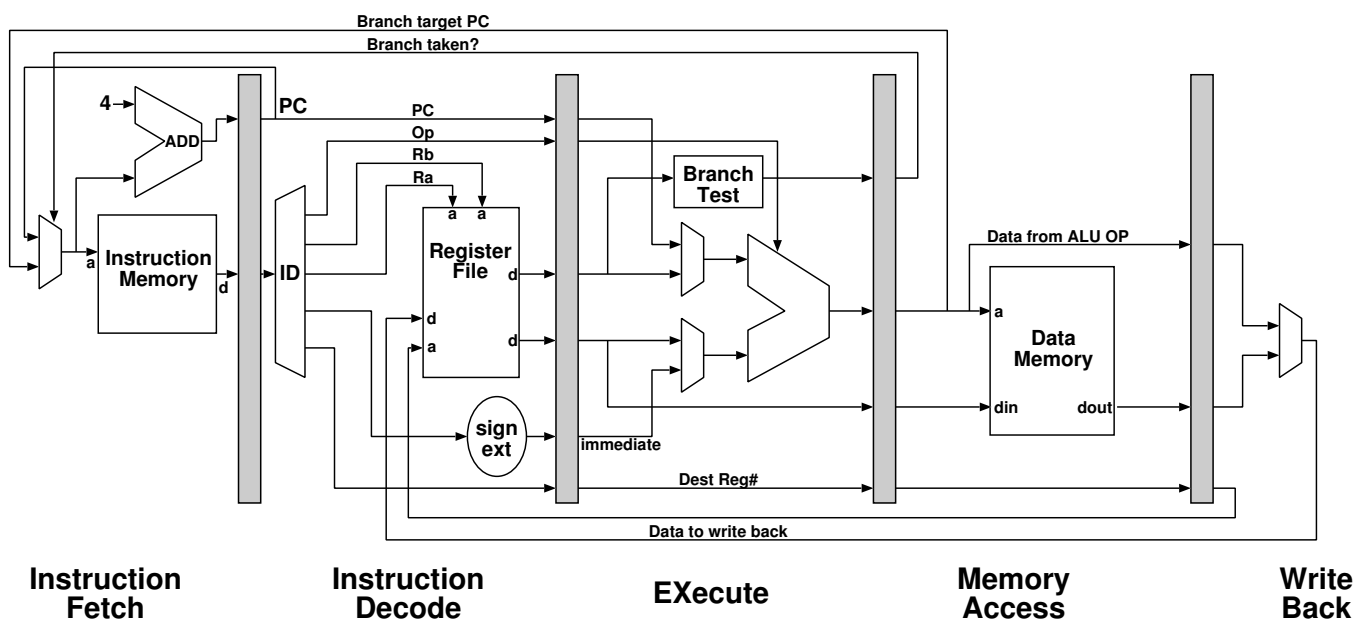 Branch target PC
Branch taken?
4
ADD
PC
PC
Op
Rb
Ra
Branch
Test
a
a
a
Instruction
Memory
d
ID
Register
File
d
d
a
d
Data from ALU OP
a
Data
Memory
din
dout
sign
ext
immediate
Dest Reg#
Data to write back
Instruction
Fetch
Instruction
Decode
EXecute
Memory
Access
Write
Back